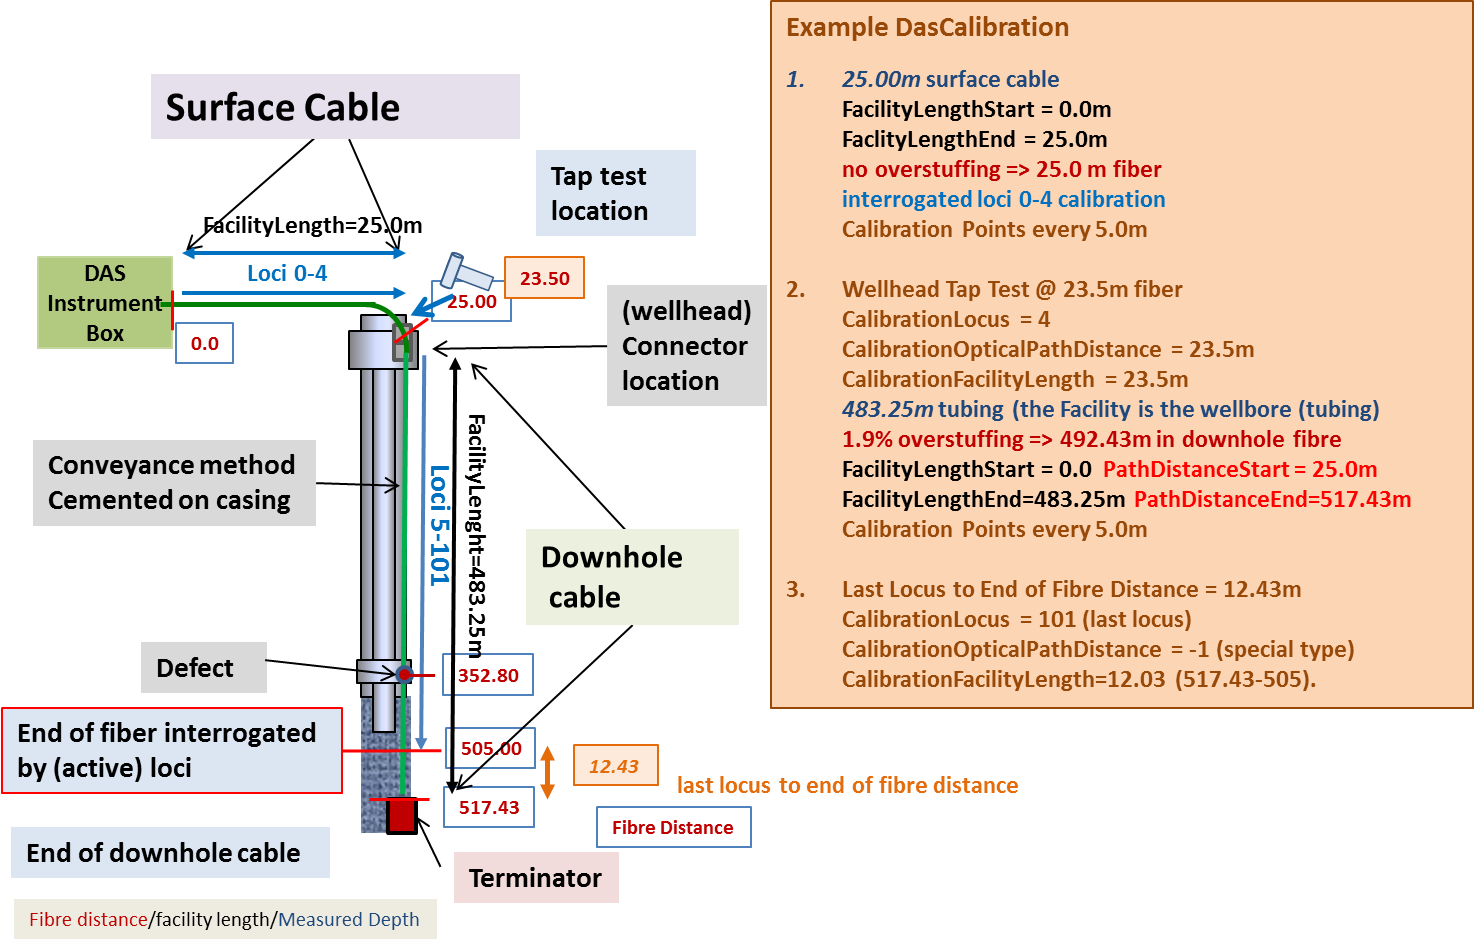 Surface Cable
Tap test
location
FacilityLength=25.0m
Loci 0-4
DAS
Instrument
Box
0.0
23.50
25.00
(wellhead)
Connector
location
Conveyance method
Cemented on casing
Loci 5-101
FacilityLenght=483.25m
Downhole
cable
Defect
352.80
End of fiber interrogated
by (active) loci
505.00
12.43
last locus to end of fibre distance
517.43
Fibre Distance
End of downhole cable
Terminator
Fibre distance/facility length/Measured Depth
Example DasCalibration
1. 25.00m surface cable
FacilityLengthStart = 0.0m
FaclityLengthEnd = 25.0m
no overstuffing => 25.0 m fiber
interrogated loci 0-4 calibration
Calibration Points every 5.0m
2. Wellhead Tap Test @ 23.5m fiber
CalibrationLocus = 4
CalibrationOpticalPathDistance = 23.5m
CalibrationFacilityLength = 23.5m
483.25m tubing (the Facility is the wellbore (tubing)
1.9% overstuffing => 492.43m in downhole fibre
FacilityLengthStart = 0.0 PathDistanceStart = 25.0m
FacilityLengthEnd=483.25m PathDistanceEnd=517.43m
Calibration Points every 5.0m
3. Last Locus to End of Fibre Distance = 12.43m
CalibrationLocus = 101 (last locus)
CalibrationOpticalPathDistance = -1 (special type)
CalibrationFacilityLength=12.03 (517.43-505).